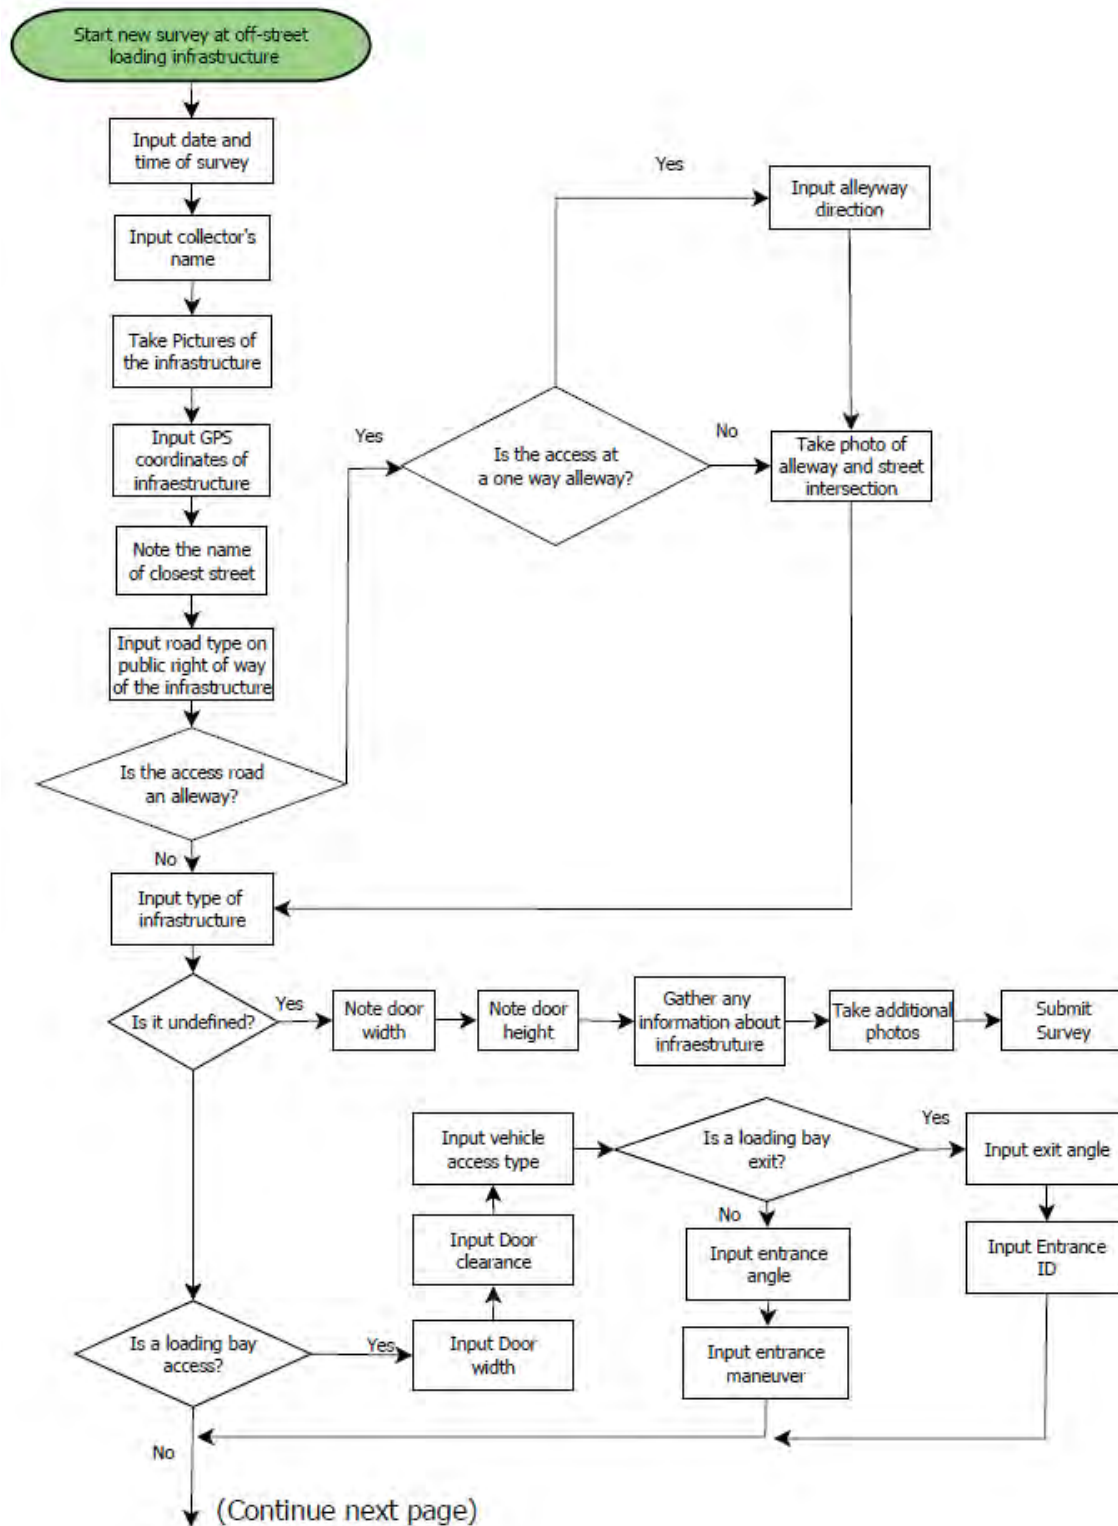 Start new survey at off-street
loading infrastructure
Input date and
time of survey
Input collector's
name
Take Pictures of
the infrastructure
Input GPS
coordinates of
infraestructure
Note the name
of closest street
Input road type on
public right of way
of the infrastructure
Is the access road
an alleway?
Yes
Is the access at
a one way alleway?
Yes
Input alleyway
direction
No
Take photo of
alleway and street
intersection
No
Input type of
infrastructure
Is it undefined?
Yes
Note door
width
Note door
height
Gather any
information about
infraestruture
Take additional
photos
Submit
Survey
Is a loading bay
access?
Yes
Input Door
width
Input Door
clearance
Input vehicle
access type
Is a loading bay
exit?
Yes
Input exit angle
Input Entrance
ID
No
Input entrance
angle
Input entrance
maneuver
No
(Continue next page)